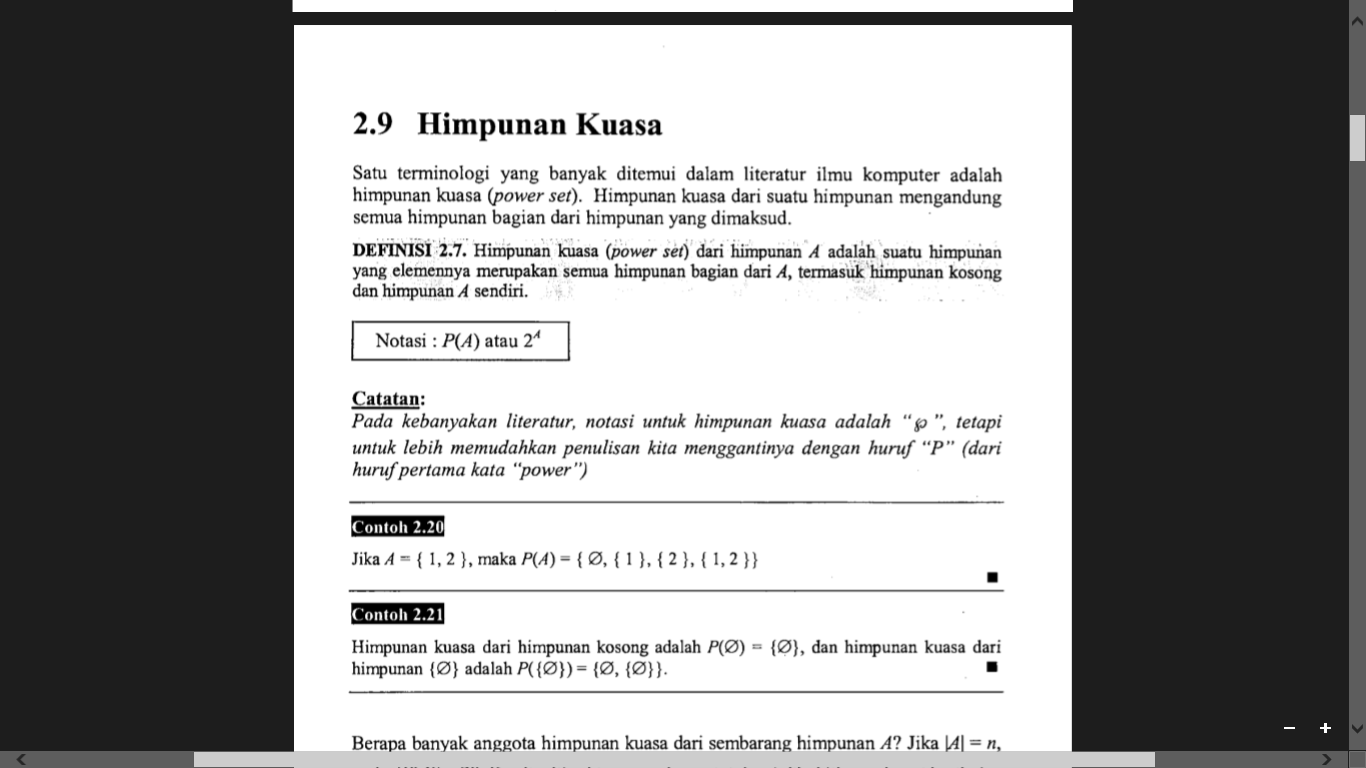 2.9 Himpunan Kuasa
Satu terminologi yang banyak ditemui dalam literatur ilmu komputer adalah
himpunan kuasa (power set). Himpunan kuasa dari suatu himpunan mengandung
semua himpunan bagian dari himpunan yang dimaksud.
DEFINISI 2.7. Himpunan kuasa (power set) dari himpunan A adalah suatu himpunan
yang elemennya merupakan semua himpunan bagian dari A, termasuk himpunan kosong
dan himpunan A sendiri.
Notasi : P(A) atau 2ᴬ
Catatan:
Pada kebanyakan literatur, notasi untuk himpunan kuasa adalah “℘ ”, tetapi
untuk lebih memudahkan penulisan kita menggantinya dengan huruf “P” (dari
huruf pertama kata “power”)
Contoh 2.20
Jika A = { 1, 2 }, maka P(A) = { ∅, { 1 }, { 2 }, { 1, 2 }}
Contoh 2.21
Himpunan kuasa dari himpunan kosong adalah P(∅) = {∅}, dan himpunan kuasa dari
himpunan {∅} adalah P({∅}) = {∅, {∅}}.
Berapa banyak anggota himpunan kuasa dari sembarang himpunan A? Jika |A| = n,